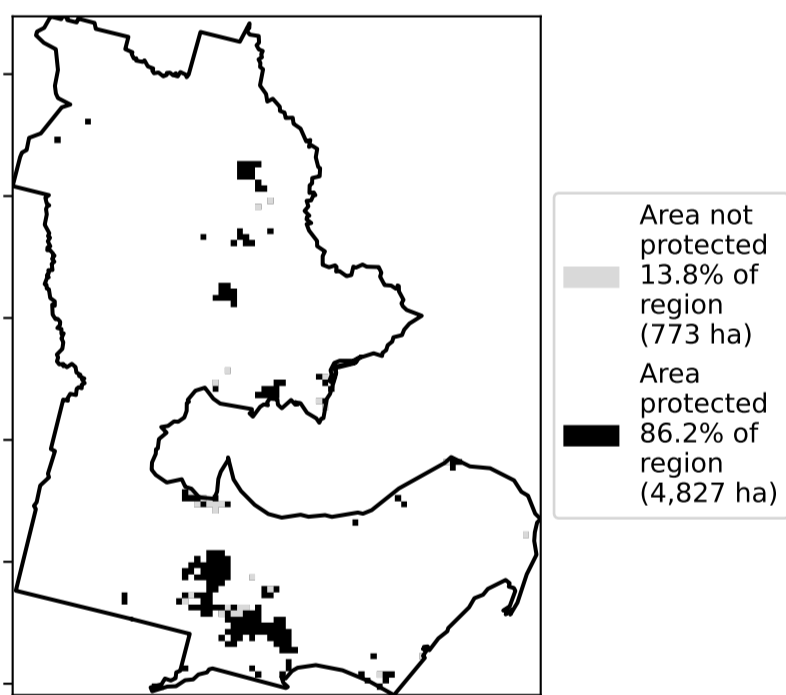 Area not
protected
13.8% of
region
(773 ha)
Area
protected
86.2% of
region
(4,827 ha)